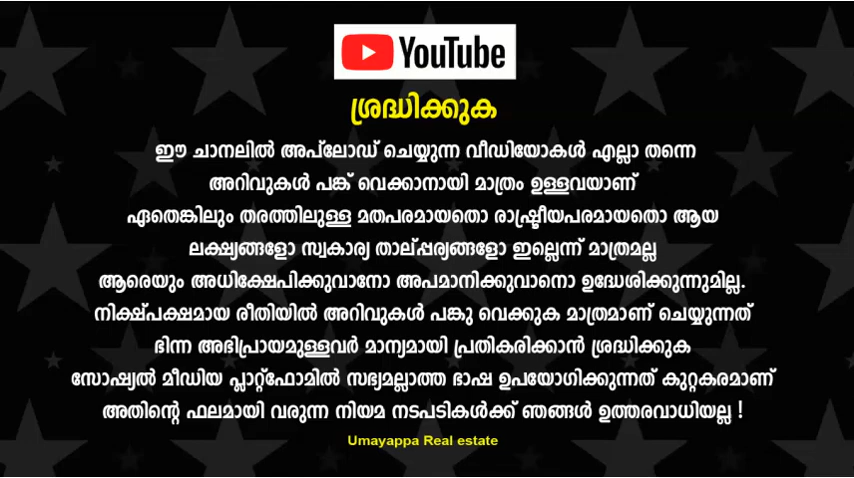 YouTube
ശ്രദ്ധിക്കുക
ഈ ചാനലിൽ അപ്ലോഡ് ചെയ്യുന്ന വീഡിയോകൾ എല്ലാ തന്നെ
അറിവുകൾ പങ്ക് വെക്കാനായി മാത്രം ഉള്ളവയാണ്
ഏതെങ്കിലും തരത്തിലുള്ള മതപരമായതൊ രാഷ്ട്രീയപരമായതൊ ആയ
ലക്ഷ്യങ്ങളോ സ്വകാര്യ താല്പ്പര്യങ്ങളോ ഇല്ലെന്ന് മാത്രമല്ല
ആരെയും അധിക്ഷേപിക്കുവാനോ അപമാനിക്കുവാനൊ ഉദ്ധേശിക്കുന്നുമില്ല.
നിക്ഷ്പക്ഷമായ രീതിയിൽ അറിവുകൾ പങ്കു വെക്കുക മാത്രമാണ് ചെയ്യുന്നത്
ഭിന്ന അഭിപ്രായമുള്ളവർ മാന്യമായി പ്രതികരിക്കാൻ ശ്രദ്ധിക്കുക
സോഷ്യൽ മീഡിയ പ്ലാറ്റ്ഫോമിൽ സഭ്യമല്ലാത്ത ഭാഷ ഉപയോഗിക്കുന്നത് കുറ്റകരമാണ്
അതിന്റെ ഫലമായി വരുന്ന നിയമ നടപടികൾക്ക് ഞങ്ങൾ ഉത്തരവാധിയല്ല !
Umayappa Real estate